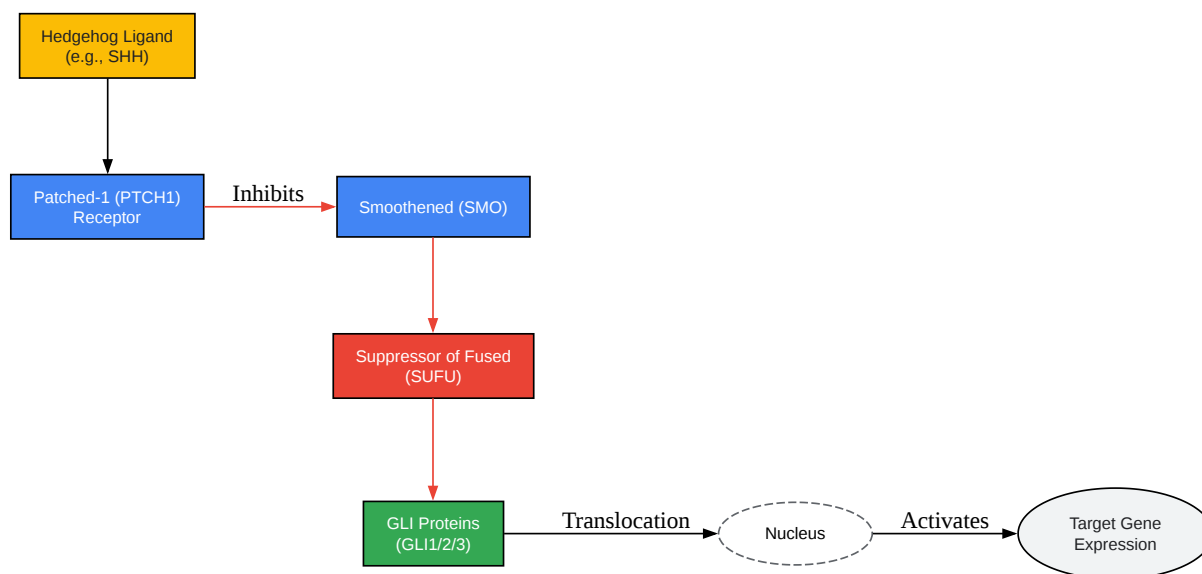 Hedgehog Ligand
(e.g., SHH)
Patched-1 (PTCH1)
Receptor
Inhibits
Smoothened (SMO)
Suppressor of Fused
(SUFU)
GLI Proteins
(GLI1/2/3)
Translocation
Nucleus
Activates
Target Gene
Expression